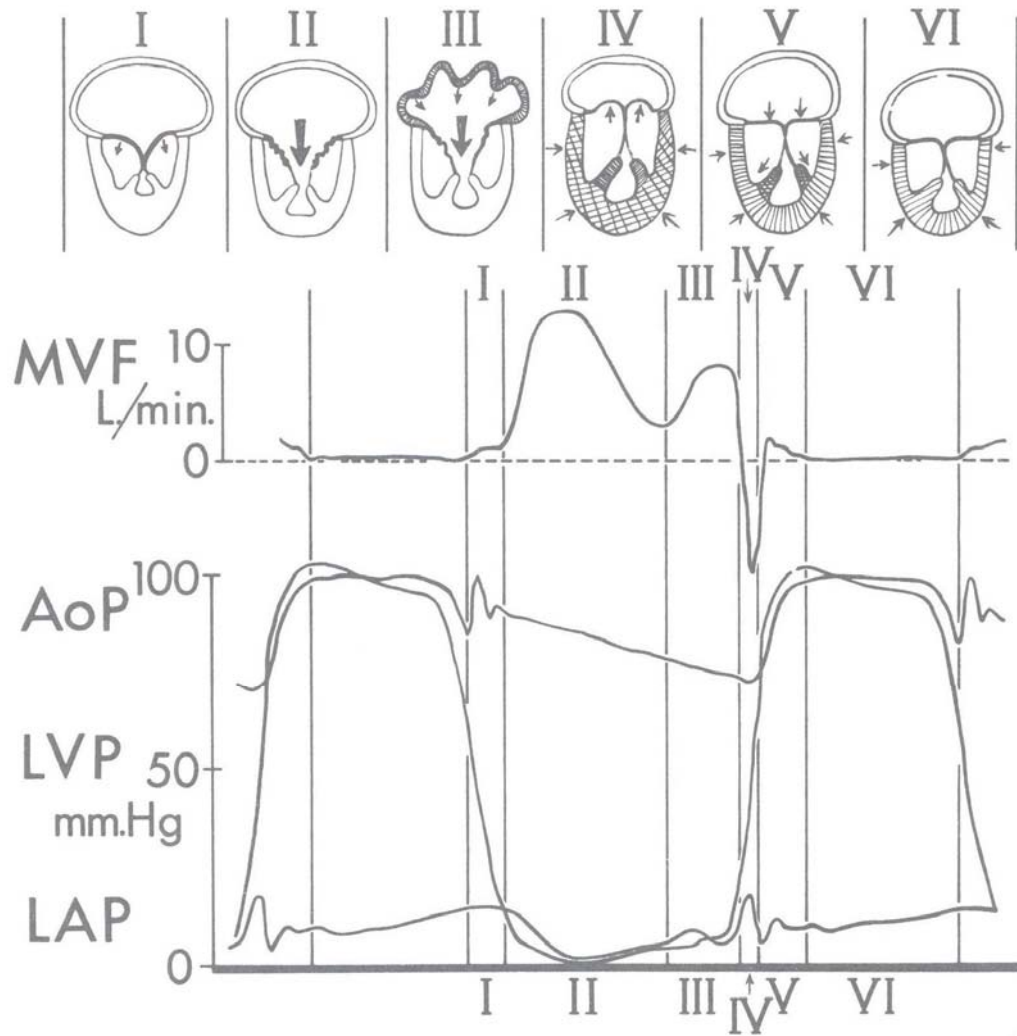 I II III IV V VI
IV
I II III V VI
MVF 10
L./min.
0
AoP 100
LVP 50
mm.Hg
LAP
0
I II III V VI
IV